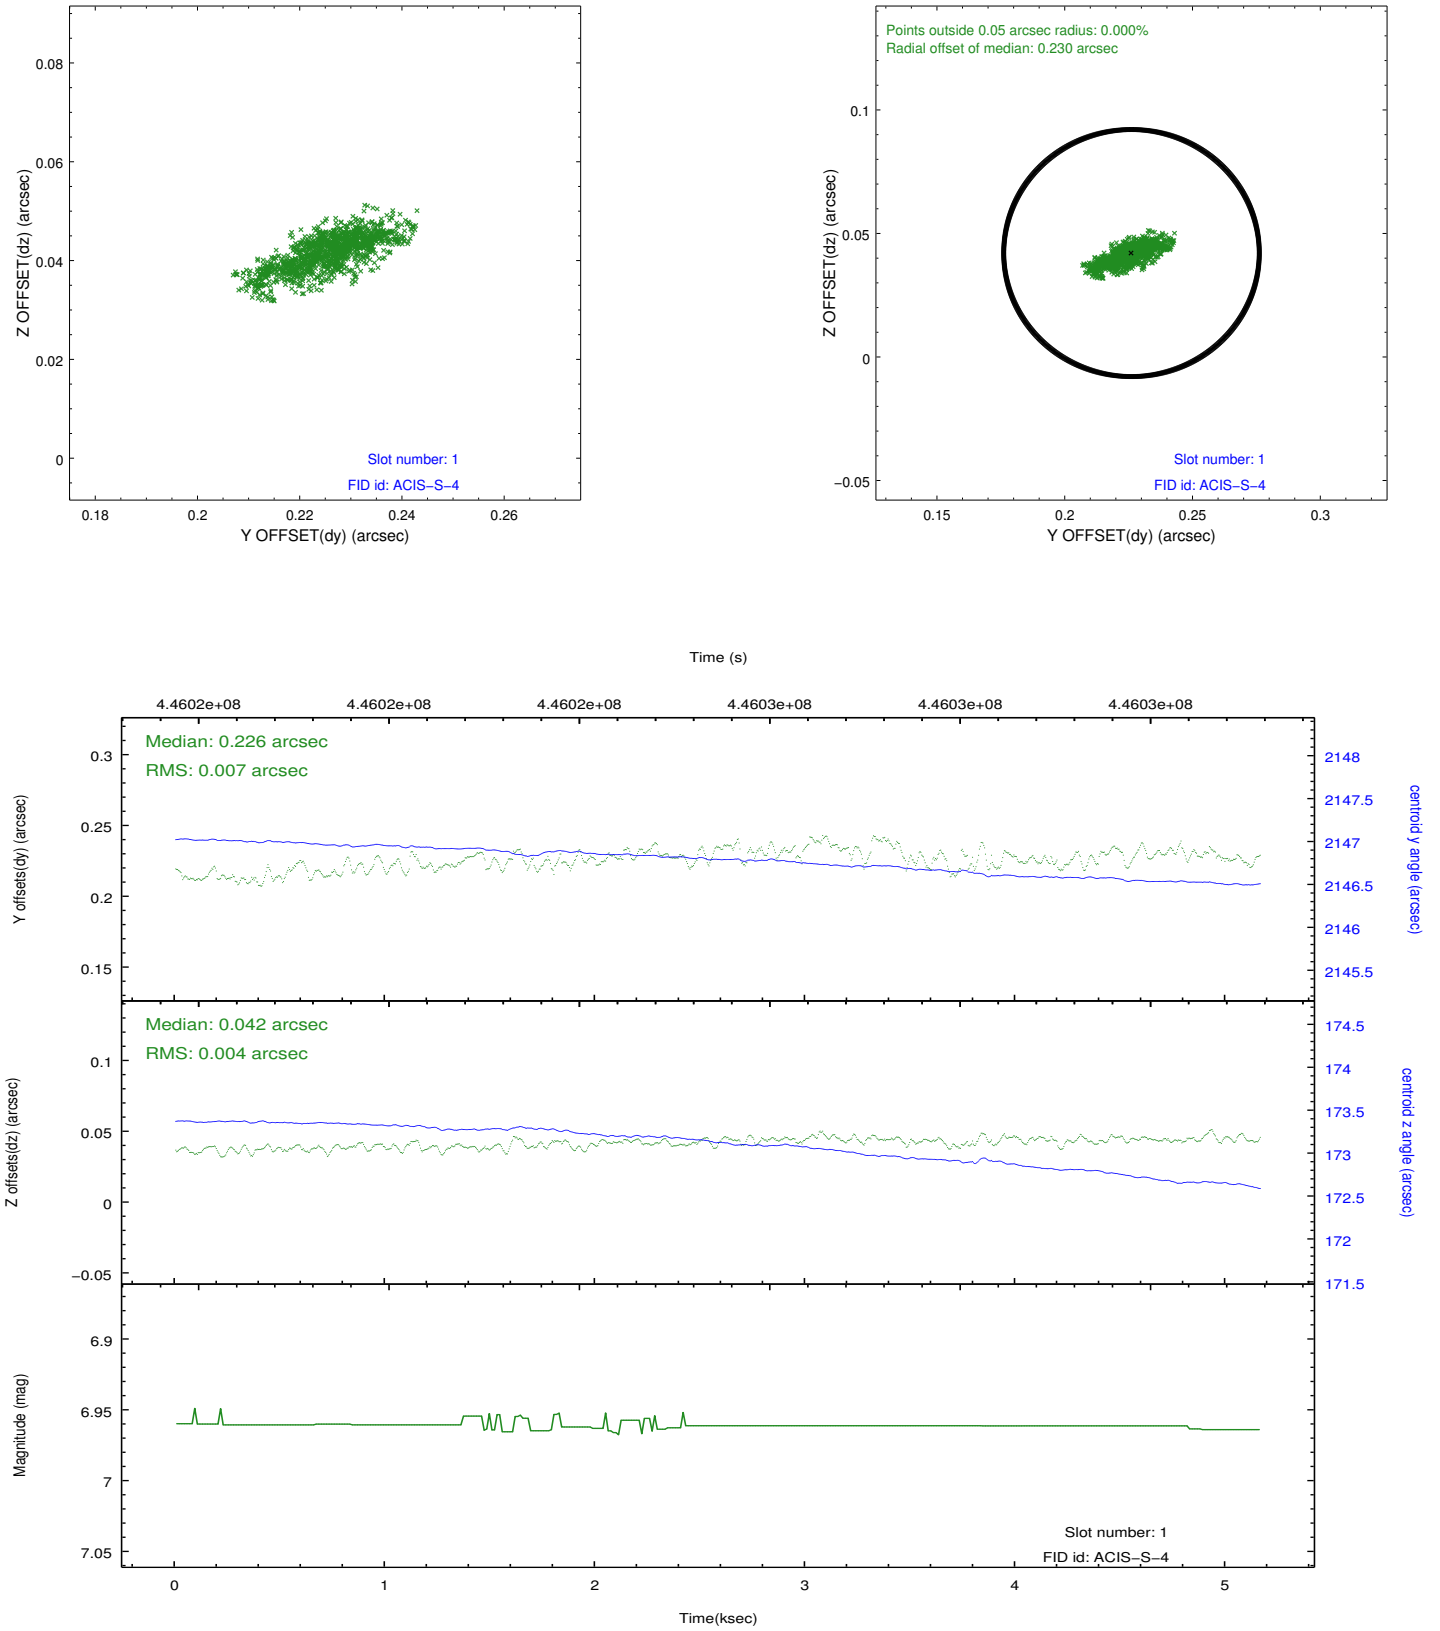 0.08
0.06
0.04
0.02
0
Z OFFSET(dz) (arcsec)
Slot number: 1
FID id: ACIS−S−4
0.18 0.2 0.22 0.24 0.26
Y OFFSET(dy) (arcsec)
Points outside 0.05 arcsec radius: 0.000%
Radial offset of median: 0.230 arcsec
0.1
0.05
0
−0.05
Z OFFSET(dz) (arcsec)
Slot number: 1
FID id: ACIS−S−4
0.15 0.2 0.25 0.3
Y OFFSET(dy) (arcsec)
Time (s)
4.4602e+08 4.4602e+08 4.4602e+08 4.4603e+08 4.4603e+08 4.4603e+08
Median: 0.226 arcsec
RMS: 0.007 arcsec
0.3
0.25
0.2
0.15
Y offsets(dy) (arcsec)
2148
2147.5
2147
2146.5
2146
2145.5
centroid y angle (arcsec)
Median: 0.042 arcsec
RMS: 0.004 arcsec
0.1
0.05
0
−0.05
Z offsets(dz) (arcsec)
174.5
174
173.5
173
172.5
172
171.5
centroid z angle (arcsec)
6.9
6.95
7
7.05
Magnitude (mag)
Slot number: 1
FID id: ACIS−S−4
0 1 2 3 4 5
Time(ksec)